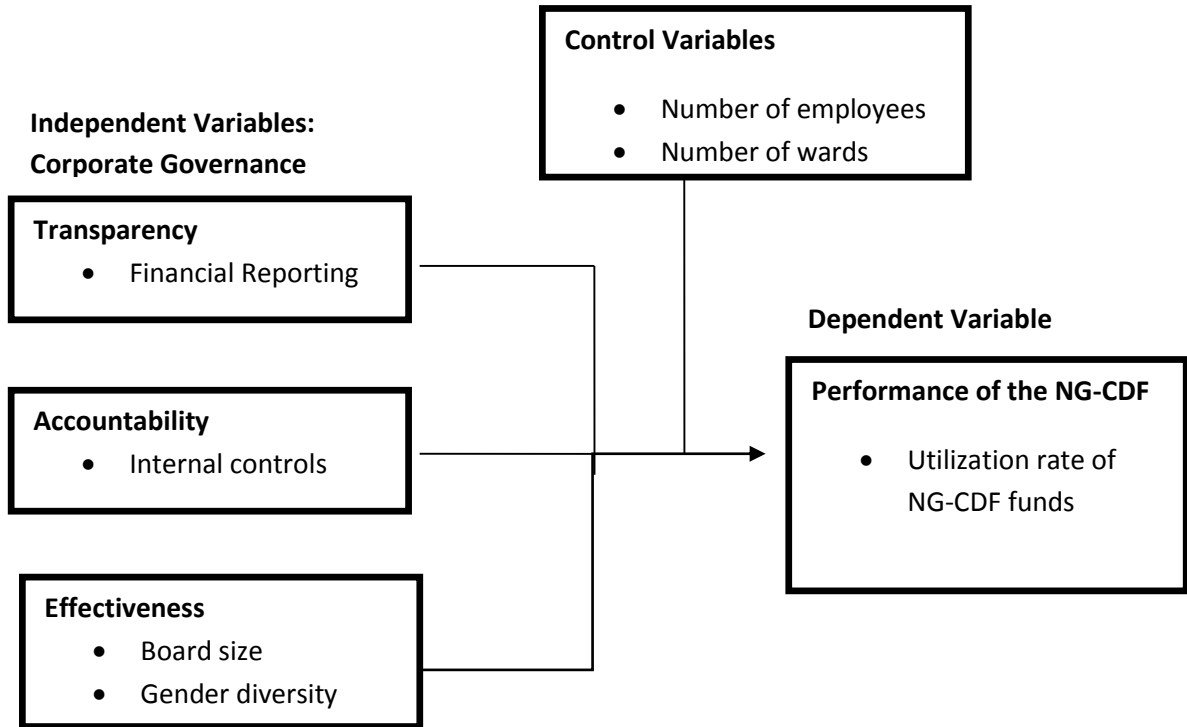 Control Variables
• Number of employees
• Number of wards
Independent Variables:
Corporate Governance
Transparency
• Financial Reporting
Accountability
• Internal controls
Effectiveness
• Board size
• Gender diversity
Dependent Variable
Performance of the NG-CDF
• Utilization rate of
NG-CDF funds